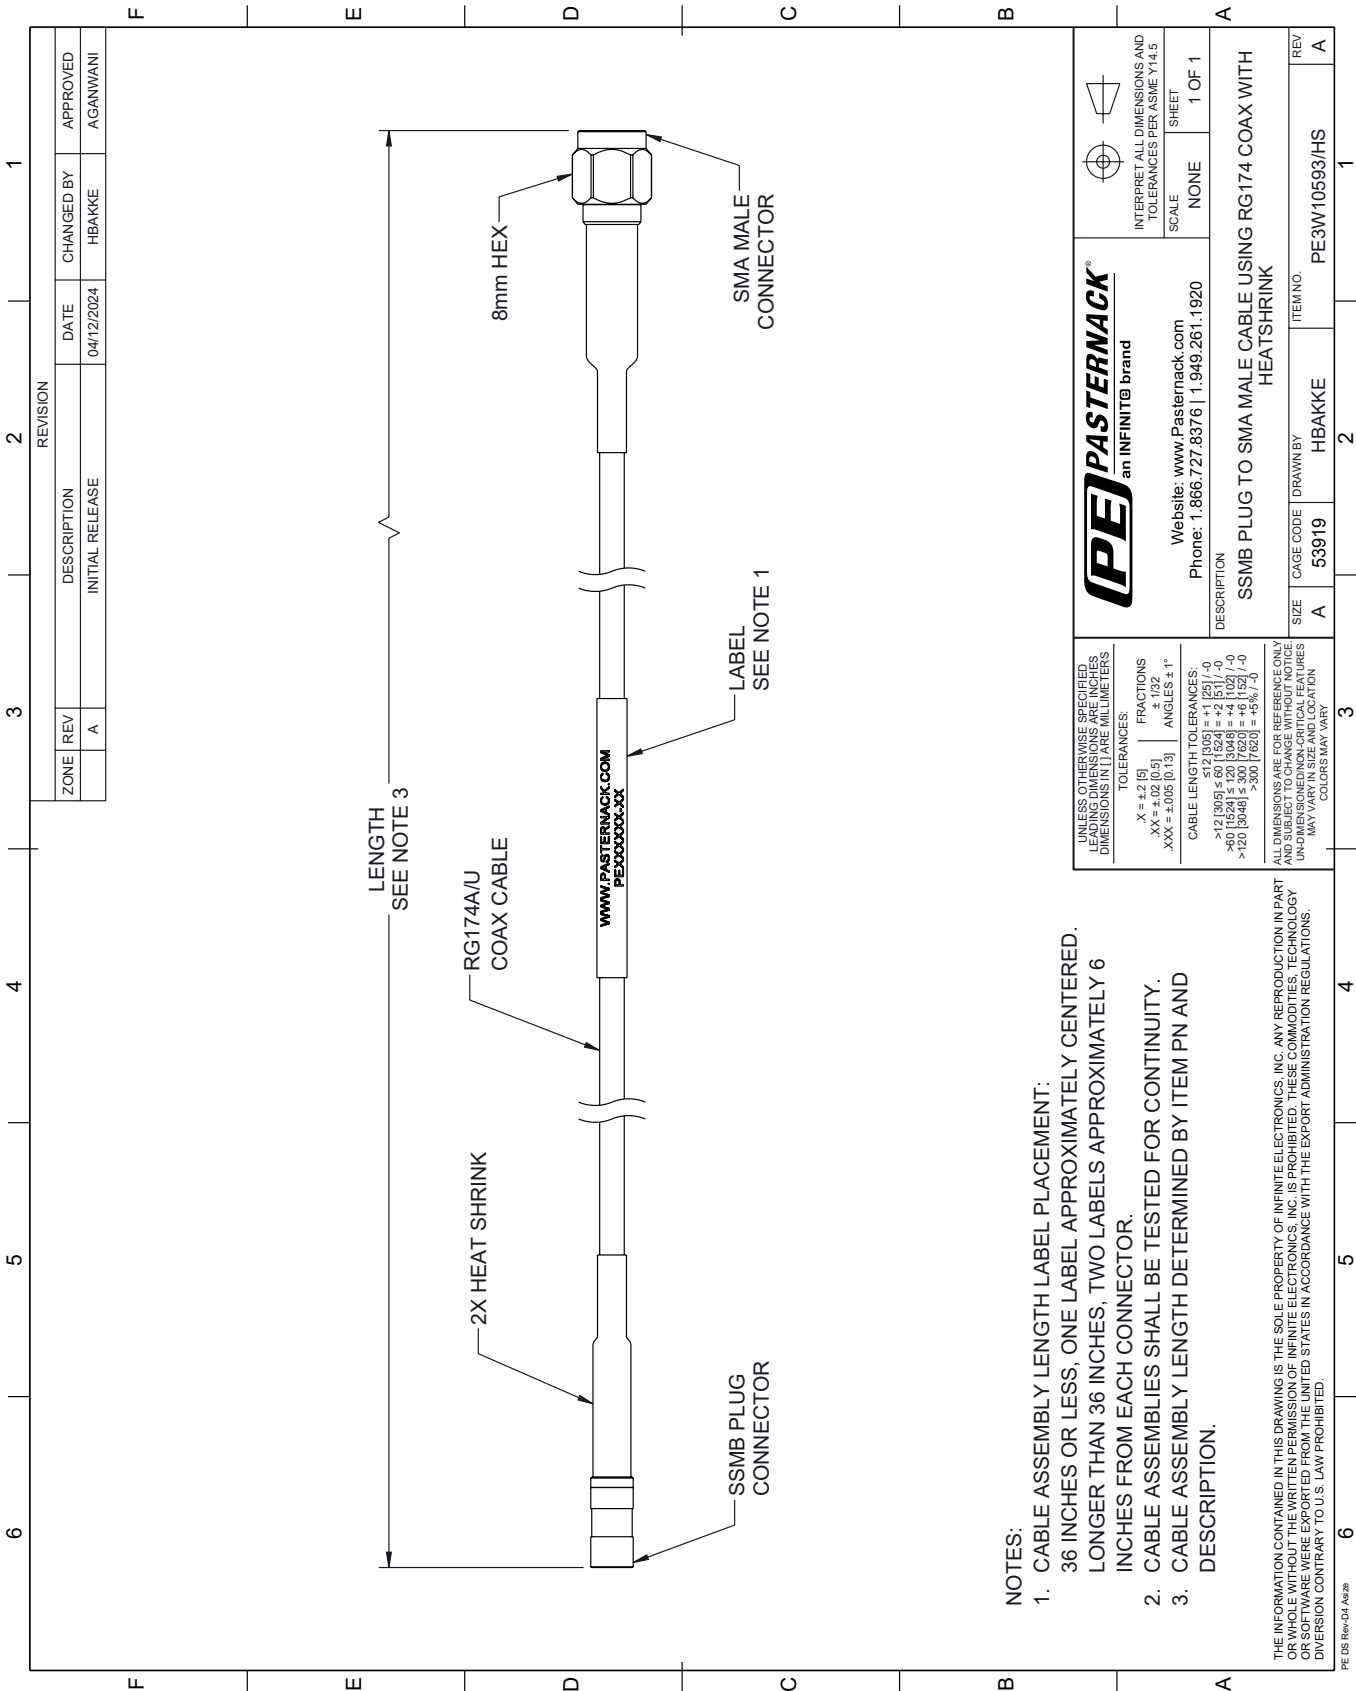 6
5
4
3
2
1
F
E
D
C
B
A
REVISION
ZONE REV DESCRIPTION DATE CHANGED BY APPROVED
A INITIAL RELEASE 04/12/2024 HBAKKE AGANWANI
LENGTH
SEE NOTE 3
2X HEAT SHRINK
RG174A/U
COAX CABLE
8mm HEX
WWW.PASTERNACK.COM
PEXXXXXX-XX
SSMB PLUG
CONNECTOR
LABEL
SEE NOTE 1
SMA MALE
CONNECTOR
NOTES:
1. CABLE ASSEMBLY LENGTH LABEL PLACEMENT:
36 INCHES OR LESS, ONE LABEL APPROXIMATELY CENTERED.
LONGER THAN 36 INCHES, TWO LABELS APPROXIMATELY 6
INCHES FROM EACH CONNECTOR.
2. CABLE ASSEMBLIES SHALL BE TESTED FOR CONTINUITY.
3. CABLE ASSEMBLY LENGTH DETERMINED BY ITEM PN AND
DESCRIPTION.
THE INFORMATION CONTAINED IN THIS DRAWING IS THE SOLE PROPERTY OF INFINITE ELECTRONICS, INC. ANY REPRODUCTION IN PART
OR WHOLE WITHOUT THE WRITTEN PERMISSION OF INFINITE ELECTRONICS, INC. IS PROHIBITED. THESE COMMODITIES, TECHNOLOGY
OR SOFTWARE WERE EXPORTED FROM THE UNITED STATES IN ACCORDANCE WITH THE EXPORT ADMINISTRATION REGULATIONS.
DIVERSION CONTRARY TO U.S. LAW PROHIBITED.
UNLESS OTHERWISE SPECIFIED
LEADING DIMENSIONS ARE INCHES
DIMENSIONS IN [ ] ARE MILLIMETERS
TOLERANCES:
.X = ±.2 [5] FRACTIONS
.XX = ±.02 [0.5] ± 1/32
.XXX = ±.005 [0.13] ANGLES ± 1°
CABLE LENGTH TOLERANCES:
≤12 [305] = +1 [25] / -0
>12 [305] ≤ 60 [1524] = +2 [51] / -0
>60 [1524] ≤ 120 [3048] = +4 [102] / -0
>120 [3048] ≤ 300 [7620] = +6 [152] / -0
>300 [7620] = +5% / -0
ALL DIMENSIONS ARE FOR REFERENCE ONLY
AND SUBJECT TO CHANGE WITHOUT NOTICE.
UN-DIMENSIONED/NON-CRITICAL FEATURES
MAY VARY IN SIZE AND LOCATION
COLORS MAY VARY
PE PASTERNACK®
an INFINIT@ brand
Website: www.Pasternack.com
Phone: 1.866.727.8376 | 1.949.261.1920
INTERPRET ALL DIMENSIONS AND
TOLERANCES PER ASME Y14.5
SCALE SHEET
NONE 1 OF 1
DESCRIPTION
SSMB PLUG TO SMA MALE CABLE USING RG174 COAX WITH
HEATSHRINK
SIZE CAGE CODE DRAWN BY ITEM NO. REV
A 53919 HBAKKE PE3W10593/HS A
F
E
D
C
B
A
PE DS Rev-D4 Asize
6
5
4
3
2
1